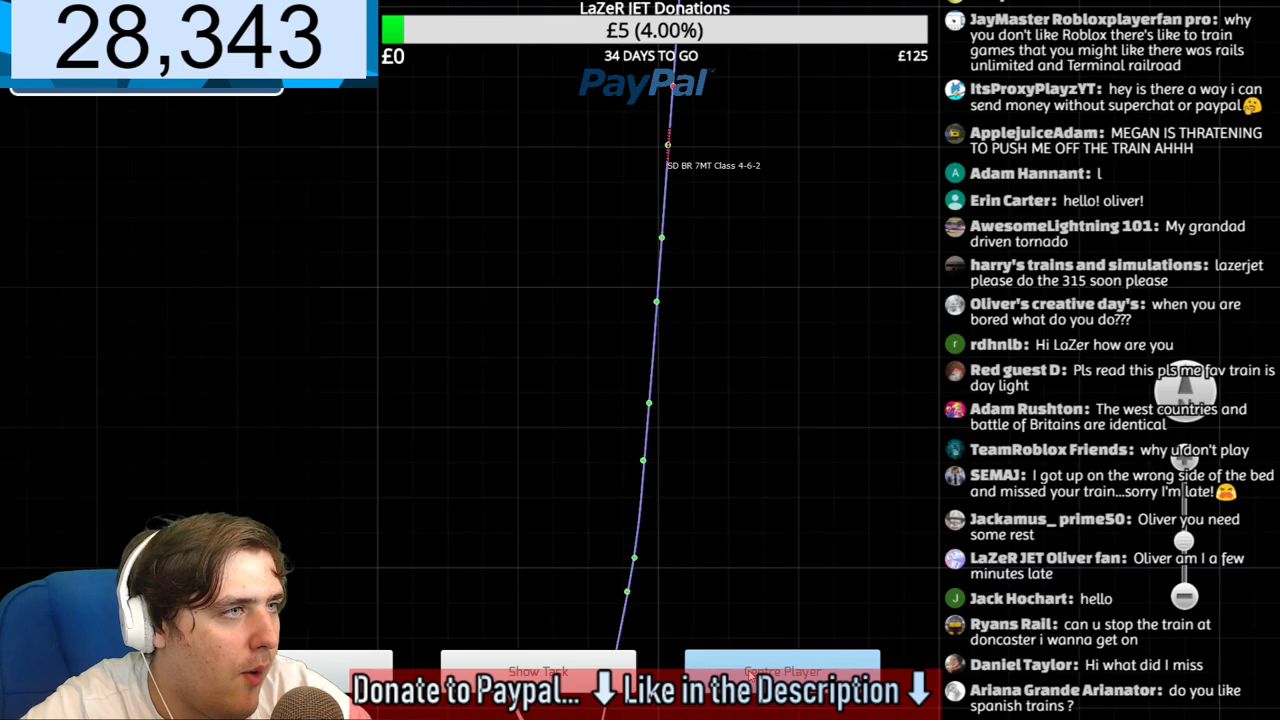 28,343
LaZeR JET Donations
£5 (4.00%)
£0
34 DAYS TO GO
£125
PayPal™
SD BR 7MT Class 4-6-2
JayMaster Robloxplayerfan pro: why
you don't like Roblox there's like to train
games that you might like there was rails
unlimited and Terminal railroad
ItsProxyPlayzYT: hey is there a way i can
send money without superchat or paypal🤔
ApplejuiceAdam: MEGAN IS THRATENING
TO PUSH ME OFF THE TRAIN AHHH
A
Adam Hannant: l
Erin Carter: hello! oliver!
AwesomeLightning 101: My grandad
driven tornado
harry's trains and simulations: lazerjet
please do the 315 soon please
Oliver's creative day's: when you are
bored what do you do???
r
rdhnlb: Hi LaZer how are you
Red guest D: Pls read this pls me fav train is
day light
Adam Rushton: The west countries and
battle of Britains are identical
TeamRoblox Friends: why u don't play
SEMAJ: I got up on the wrong side of the bed
and missed your train...sorry I'm late!😫
Jackamus_ prime50: Oliver you need
some rest
LaZeR JET Oliver fan: Oliver am I a few
minutes late
J
Jack Hochart: hello
Ryans Rail: can u stop the train at
doncaster i wanna get on
Daniel Taylor: Hi what did I miss
Ariana Grande Arianator: do you like
spanish trains ?
Show Task
Centre Player
Donate to Paypal... ⬇ Like in the Description ⬇